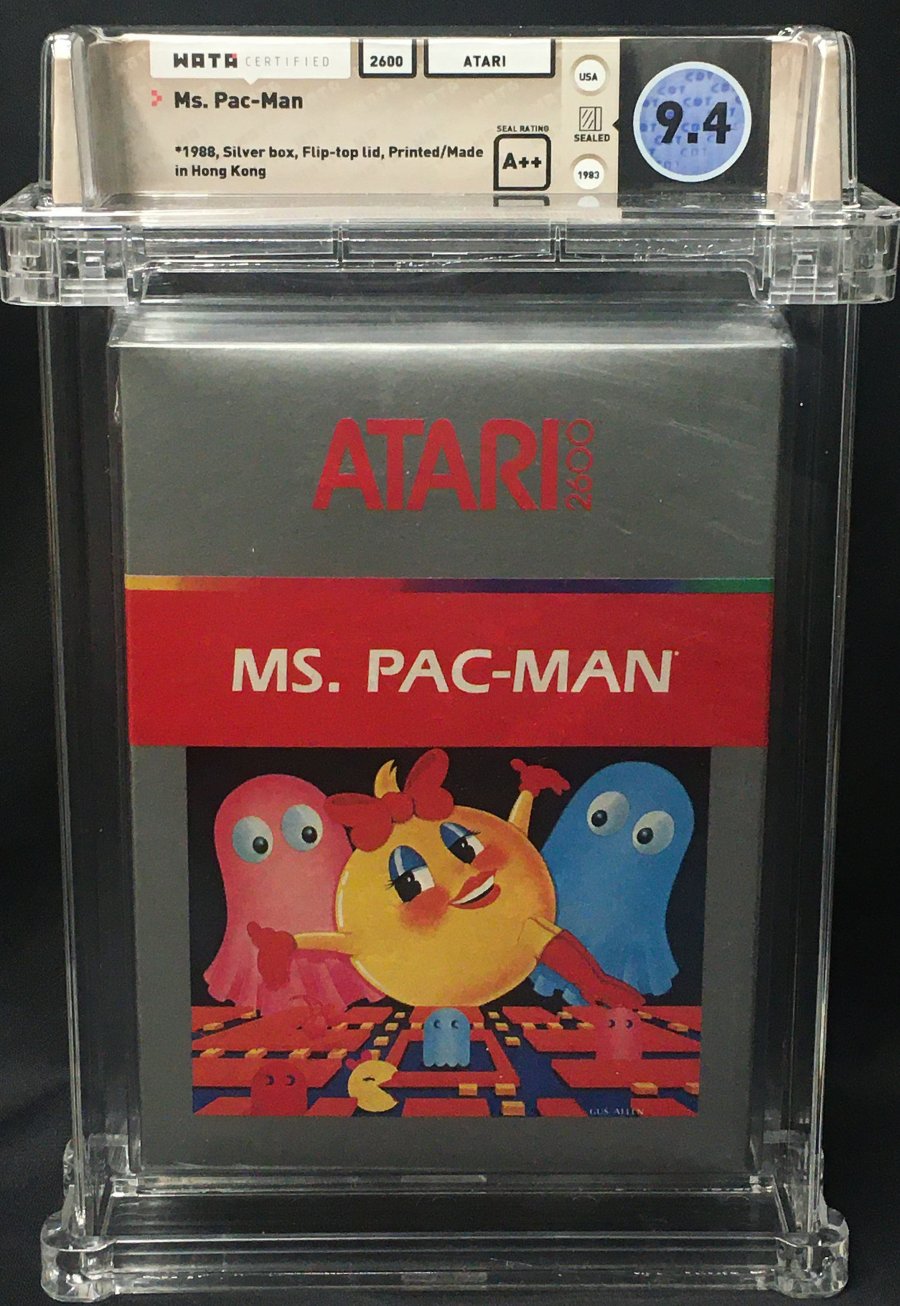 WATA CERTIFIED
2600
ATARI
USA
Ms. Pac-Man
SEAL RATING
A++
SEALED
9.4
*1988, Silver box, Flip-top lid, Printed/Made
in Hong Kong
1983
ATARI 2600
MS. PAC-MAN
GUS ALLEN